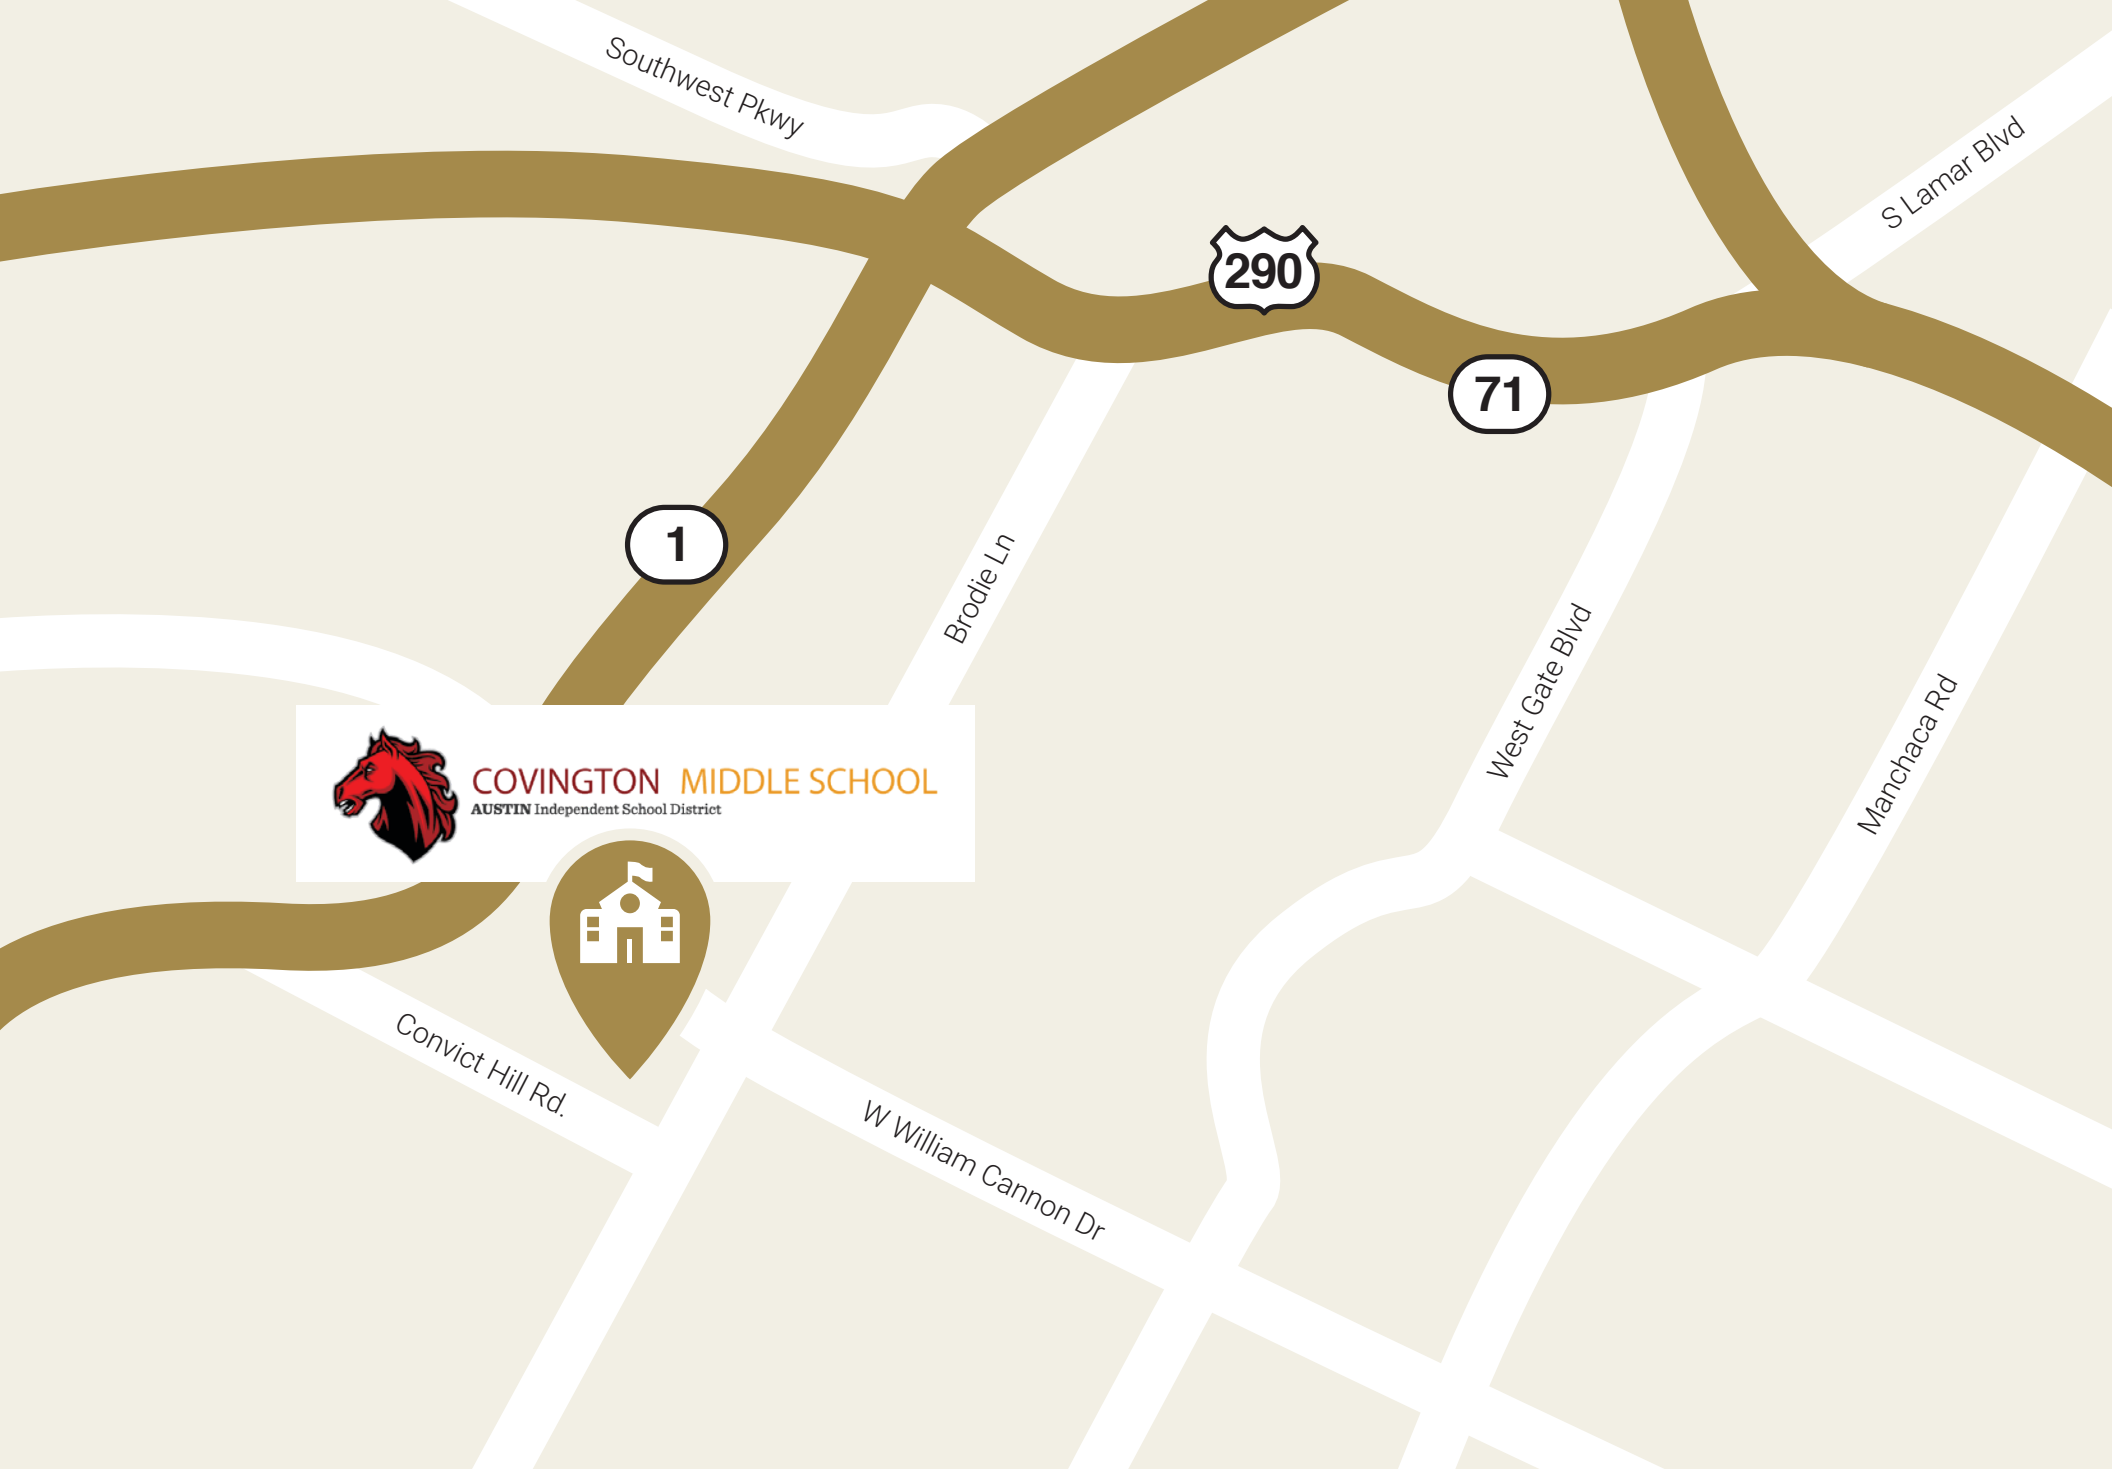 Southwest Pkwy
S Lamar Blvd
290
71
1
Brodie Ln
West Gate Blvd
Manchaca Rd
COVINGTON MIDDLE SCHOOL
AUSTIN Independent School District
Convict Hill Rd.
W William Cannon Dr